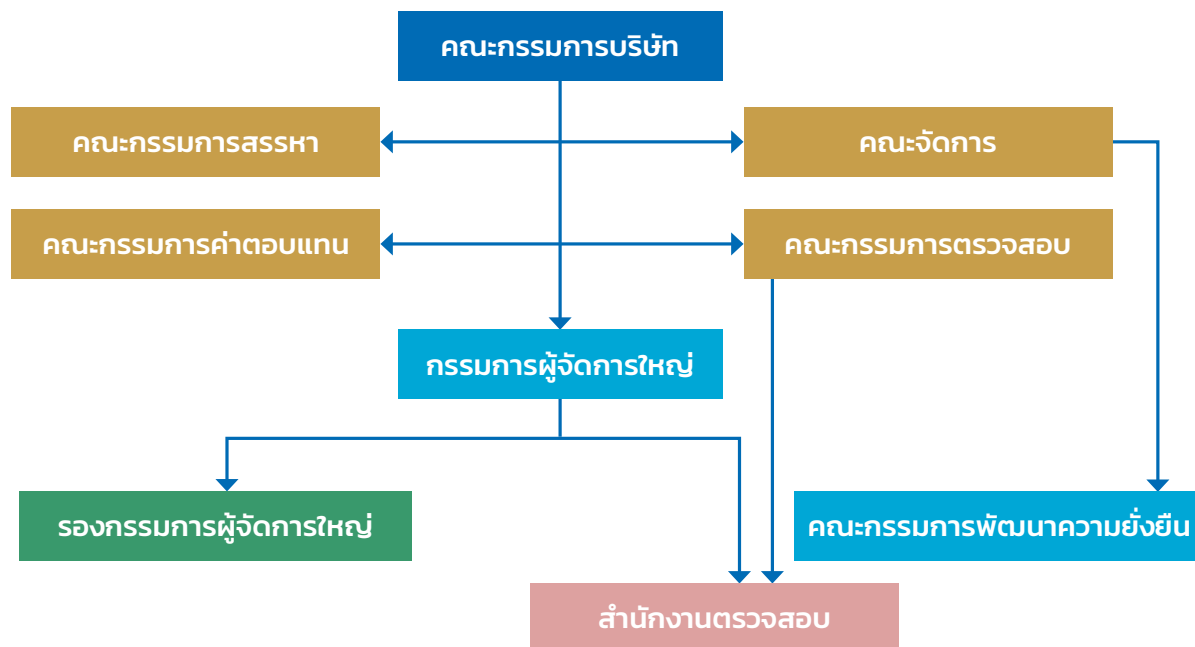 คณะกรรมการบริษัท
คณะกรรมการสรรหา
คณะจัดการ
คณะกรรมการค่าตอบแทน
คณะกรรมการตรวจสอบ
กรรมการผู้จัดการใหญ่
รองกรรมการผู้จัดการใหญ่
คณะกรรมการพัฒนาความยั่งยืน
สำนักงานตรวจสอบ